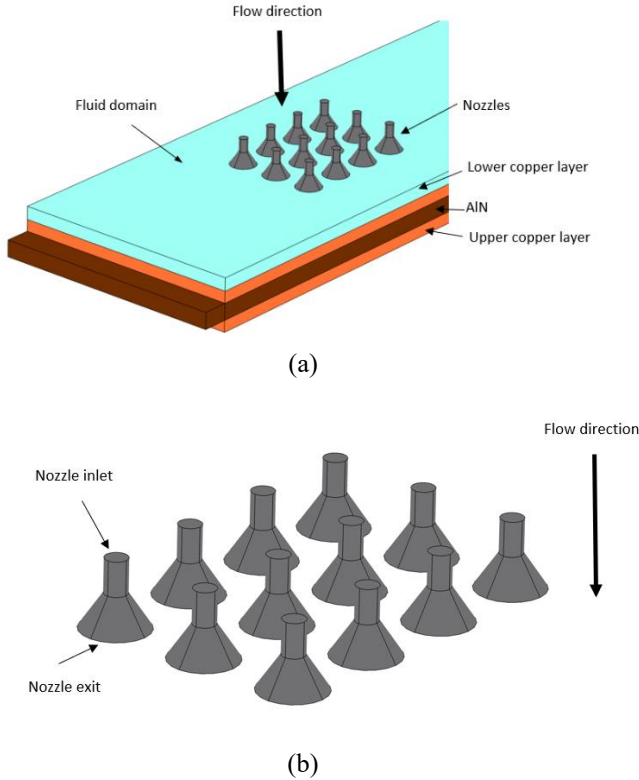 Flow direction
Fluid domain
Nozzles
Lower copper layer
AlN
Upper copper layer
(a)
Flow direction
Nozzle inlet
Nozzle exit
(b)